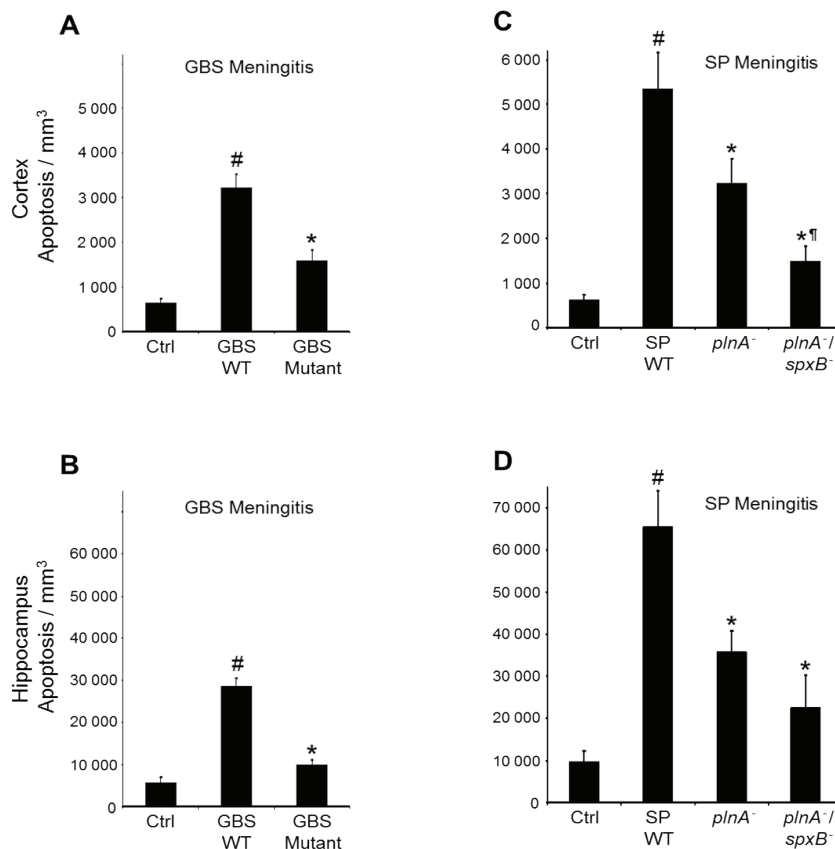 A
GBS Meningitis
Cortex
Apoptosis / mm³
5 000
4 000
3 000
2 000
1 000
0
#
*
Ctrl
GBS
WT
GBS
Mutant
C
SP Meningitis
6 000
5 000
4 000
3 000
2 000
1 000
0
#
*
*¶
Ctrl
SP
WT
plnA⁻
plnA⁻/
spxB⁻
B
GBS Meningitis
Hippocampus
Apoptosis / mm³
60 000
50 000
40 000
30 000
20 000
10 000
0
#
*
Ctrl
GBS
WT
GBS
Mutant
D
SP Meningitis
70 000
60 000
50 000
40 000
30 000
20 000
10 000
0
#
*
*
Ctrl
SP
WT
plnA⁻
plnA⁻/
spxB⁻